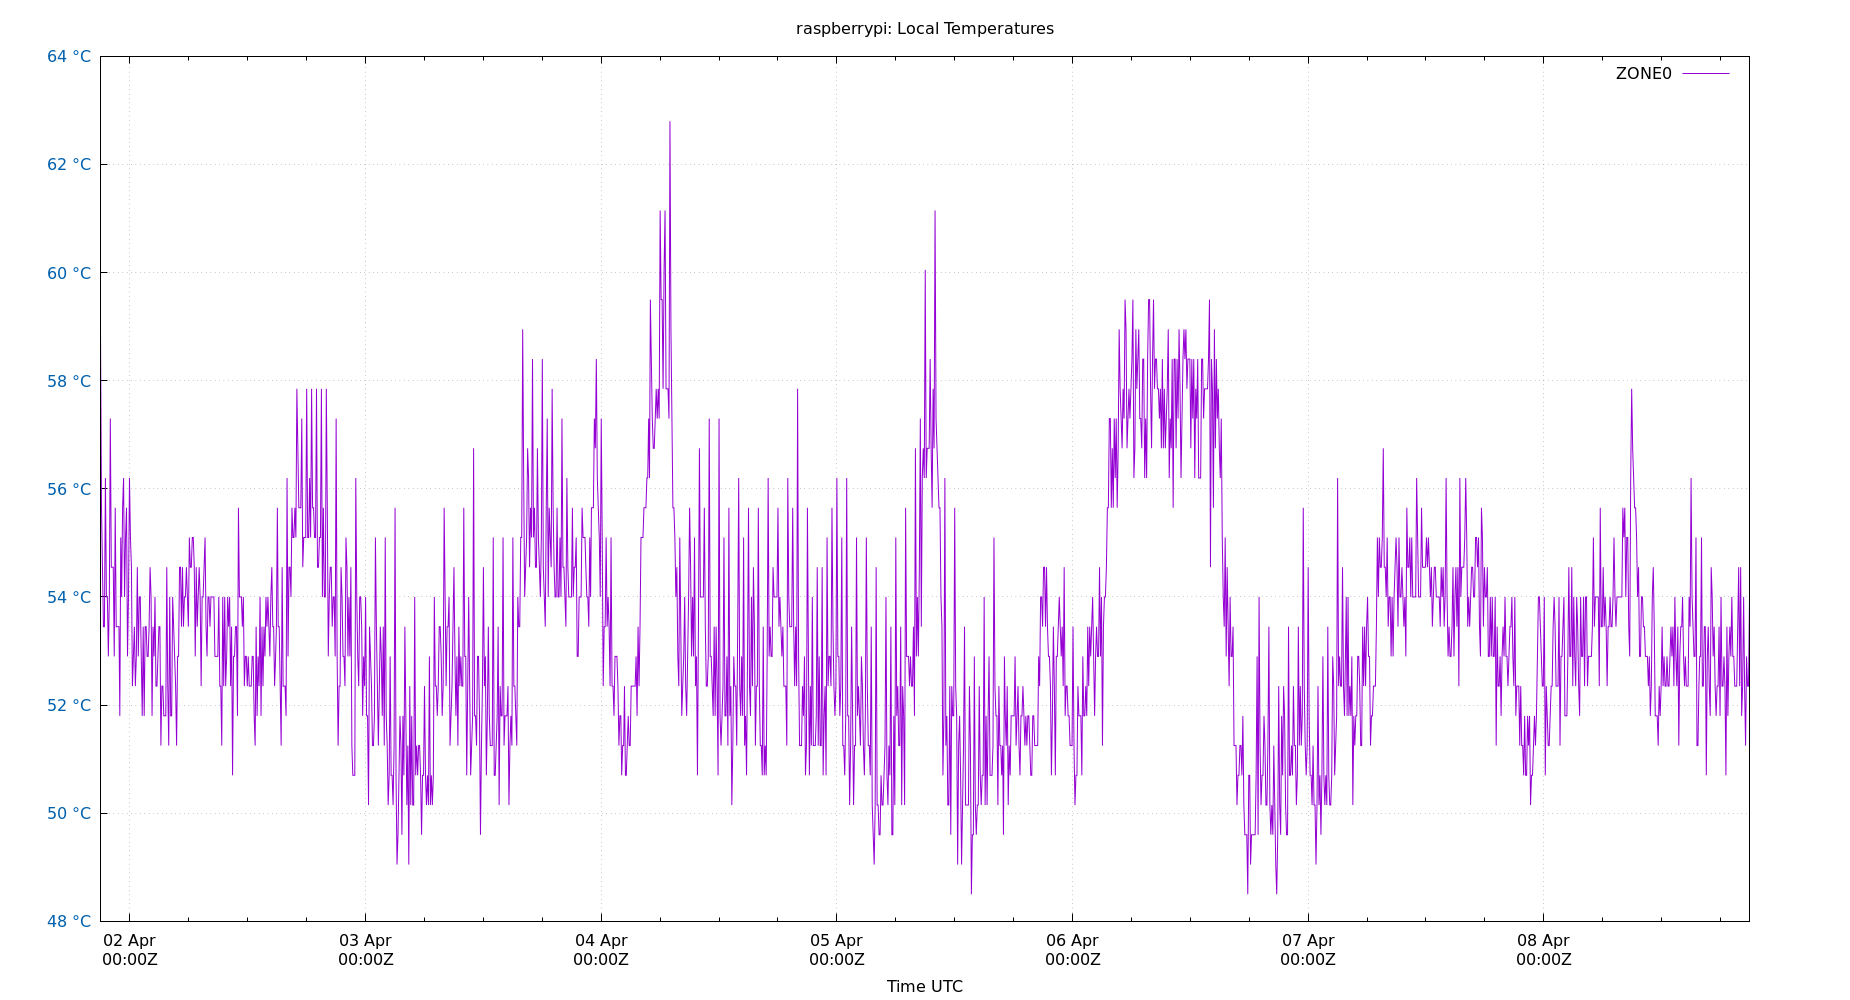 raspberrypi: Local Temperatures
64 °C
ZONE0
62 °C
60 °C
58 °C
56 °C
54 °C
52 °C
50 °C
48 °C
02 Apr 03 Apr 04 Apr 05 Apr 06 Apr 07 Apr 08 Apr
00:00Z 00:00Z 00:00Z 00:00Z 00:00Z 00:00Z 00:00Z
Time UTC